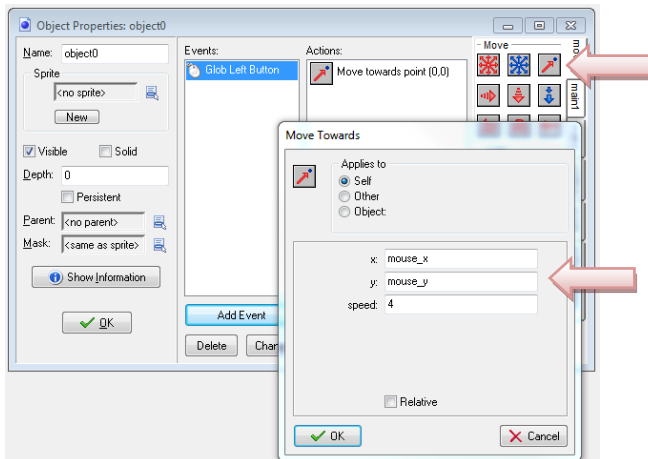 Object Properties: object0
Name: object0
Sprite
<no sprite>
New
Visible
Solid
Depth: 0
Persistent
Parent: <no parent>
Mask: <same as sprite>
Show Information
OK
Events:
Glob Left Button
Add Event
Delete
Actions:
Move towards point (0,0)
Move
main1
Move Towards
Applies to
Self
Other
Object:
x: mouse_x
y: mouse_y
speed: 4
Relative
OK
Cancel